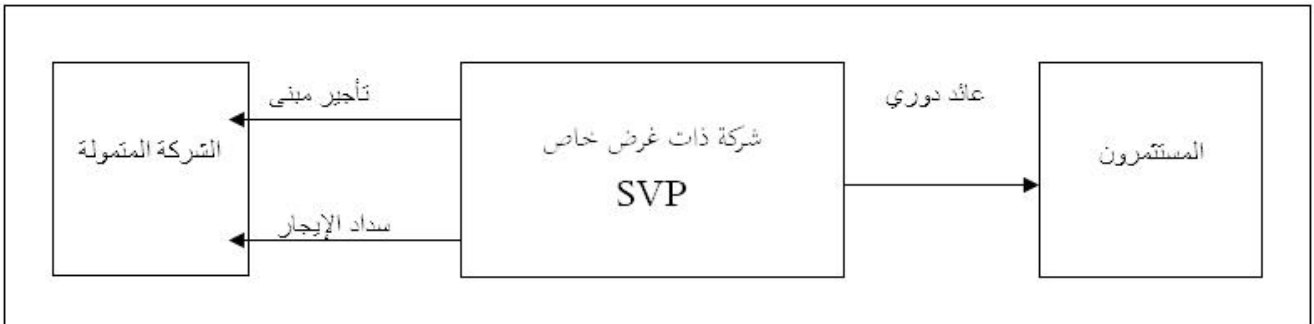 عائد دوري
تأجير مبنى
المستثمرون
شركة ذات غرض خاص
SVP
الشركة المتمولة
سداد الإيجار